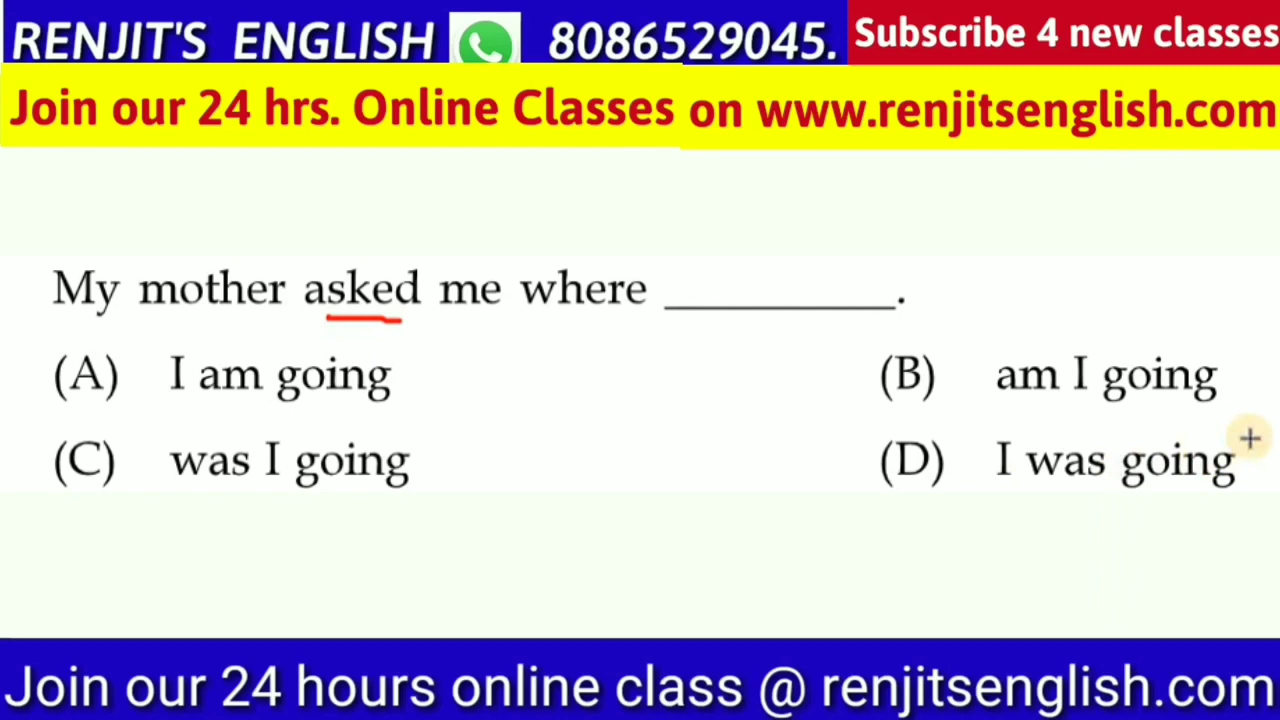 RENJIT'S ENGLISH 8086529045. Subscribe 4 new classes
Join our 24 hrs. Online Classes on www.renjitsenglish.com
My mother asked me where __________.
(A) I am going (B) am I going
(C) was I going (D) I was going
Join our 24 hours online class @ renjitsenglish.com